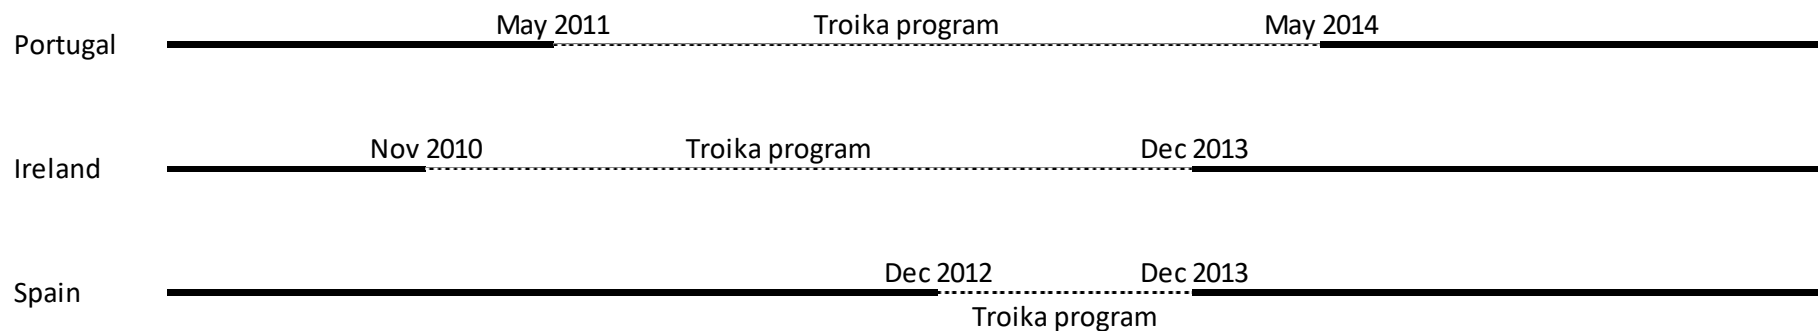 May 2011 Troika program May 2014
Portugal
Nov 2010 Troika program Dec 2013
Ireland
Dec 2012 Dec 2013
Spain
Troika program